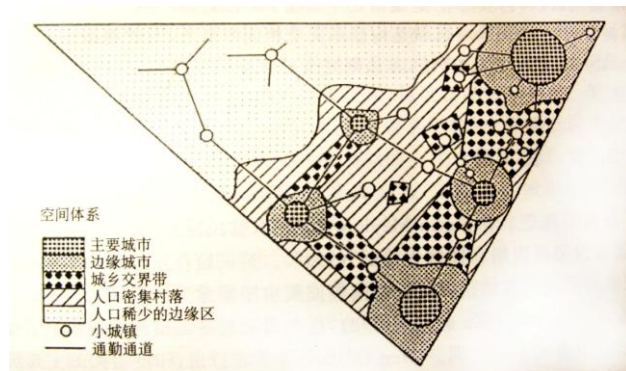 空间体系
主要城市
边缘城市
城乡交界带
人口密集村落
人口稀少的边缘区
小城镇
通勤通道